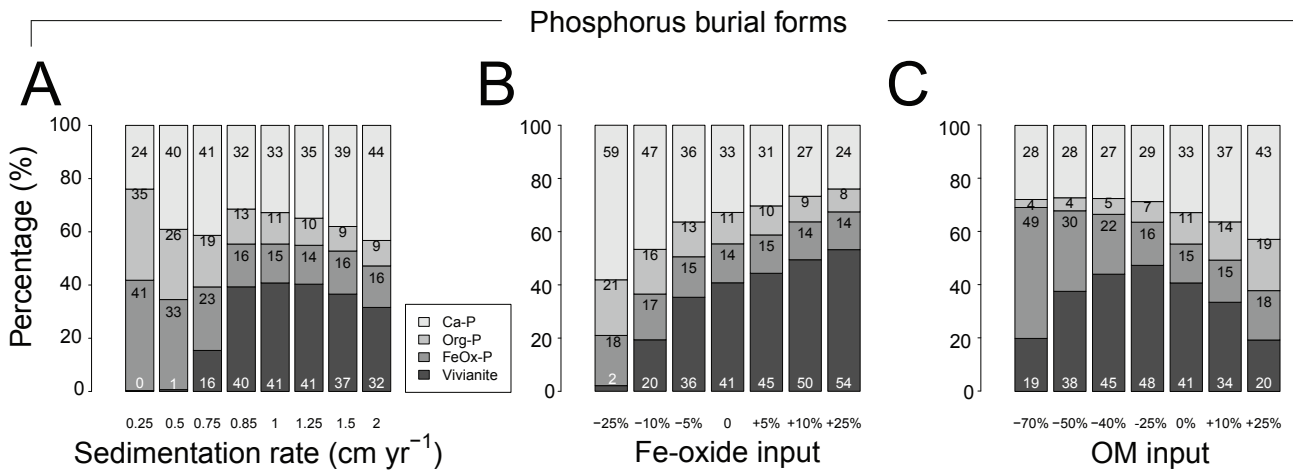 Phosphorus burial forms
A
B
C
Percentage (%)
100
80
60
40
20
0
24 40 41 32 33 35 39 44
35 26 19 13 11 10 9 9
41 33 23 16 15 14 16 16
0 1 16 40 41 41 37 32
0.25 0.5 0.75 0.85 1 1.25 1.5 2
Sedimentation rate (cm yr−1)
Ca-P
Org-P
FeOx-P
Vivianite
100
80
60
40
20
0
59 47 36 33 31 27 24
21 16 13 11 10 9 8
18 17 15 14 15 14 14
2 20 36 41 45 50 54
−25% −10% −5% 0 +5% +10% +25%
Fe-oxide input
100
80
60
40
20
0
28 28 27 29 33 37 43
4 4 5 7 11 14 19
49 30 22 16 15 15 18
19 38 45 48 41 34 20
−70% −50% −40% -25% 0% +10% +25%
OM input